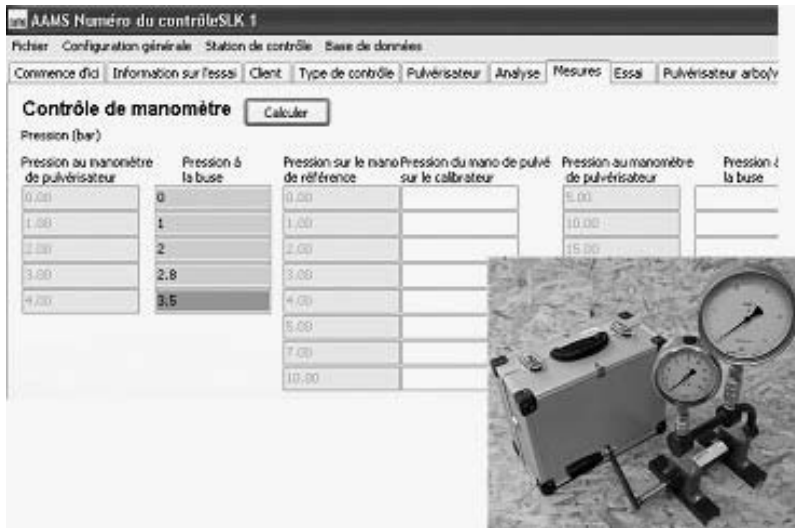 AAMS Numéro du contrôleSLK 1
Fichier Configuration générale Station de contrôle Base de données
Commence d'ici Information sur l'essai Client Type de contrôle Pulvérisateur Analyse Mesures Essai Pulvérisateur arbo/v
Contrôle de manomètre Calculer
Pression (bar)
Pression au manomètre de pulvérisateur Pression à la buse Pression sur le mano de référence Pression du mano de pulvé sur le calibrateur Pression au manomètre de pulvérisateur Pression à la buse
0.00 0 0.00 5.00
1.00 1 1.00 10.00
2.00 2 2.00 15.00
3.00 2.8 3.00
4.00 3.5 4.00
5.00
7.00
10.00